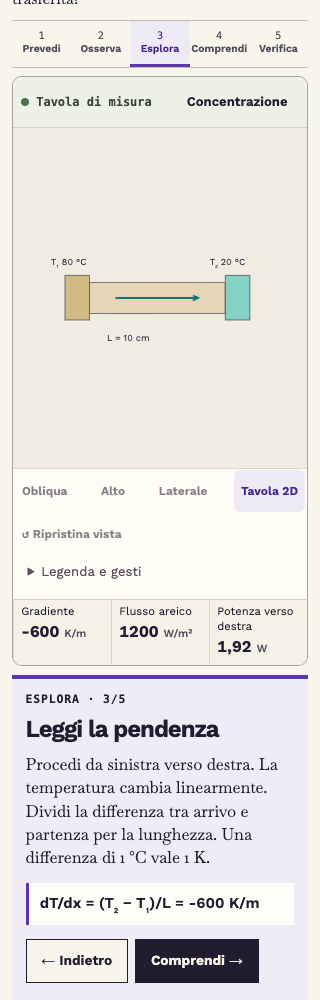 trasferita?
1 2 3 4 5
Prevedi Osserva Esplora Comprendi Verifica
Tavola di misura Concentrazione
T₁ 80 °C T₂ 20 °C
L = 10 cm
Obliqua Alto Laterale Tavola 2D
↺ Ripristina vista
▶ Legenda e gesti
Gradiente Flusso areico Potenza verso
destra
-600 K/m 1200 W/m²
1,92 W
ESPLORA · 3/5
Leggi la pendenza
Procedi da sinistra verso destra. La
temperatura cambia linearmente.
Dividi la differenza tra arrivo e
partenza per la lunghezza. Una
differenza di 1 °C vale 1 K.
dT/dx = (T₂ − T₁)/L = -600 K/m
← Indietro Comprendi →